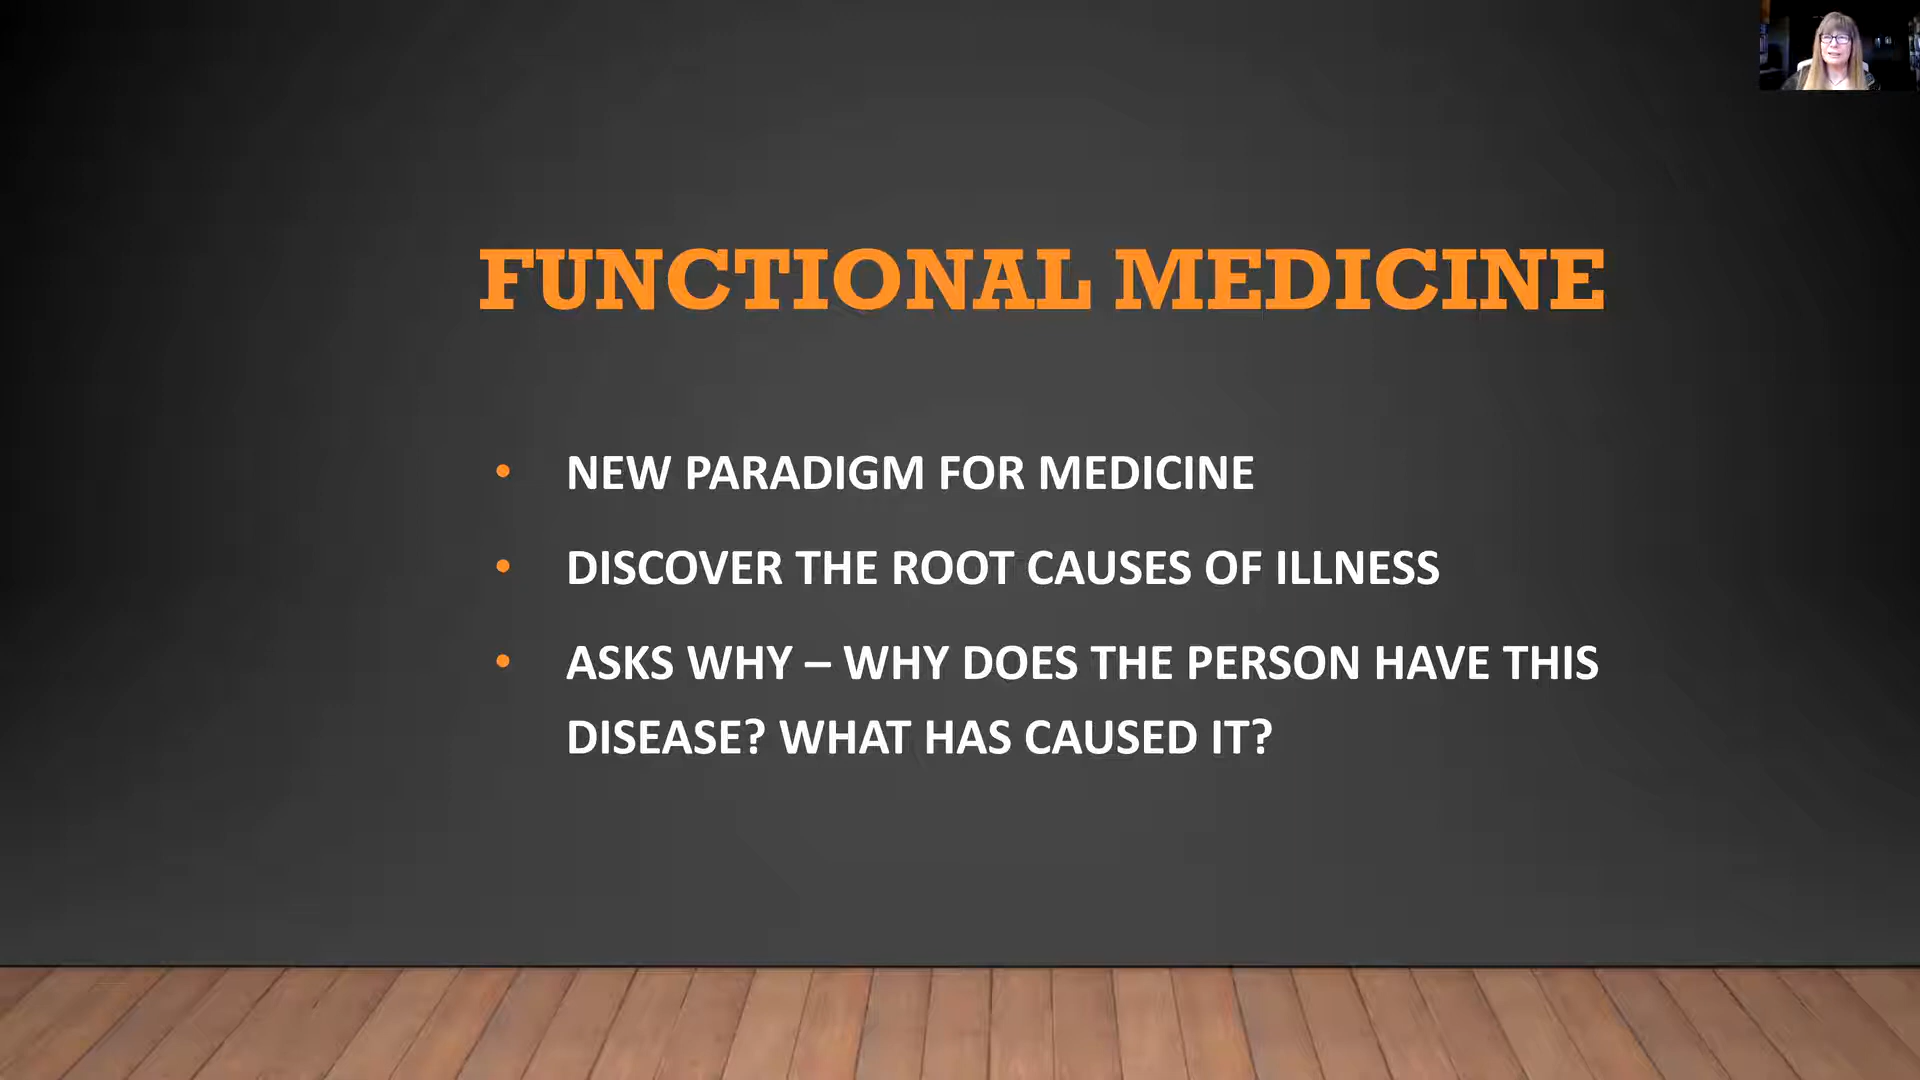 FUNCTIONAL MEDICINE
• NEW PARADIGM FOR MEDICINE
• DISCOVER THE ROOT CAUSES OF ILLNESS
• ASKS WHY – WHY DOES THE PERSON HAVE THIS
DISEASE? WHAT HAS CAUSED IT?